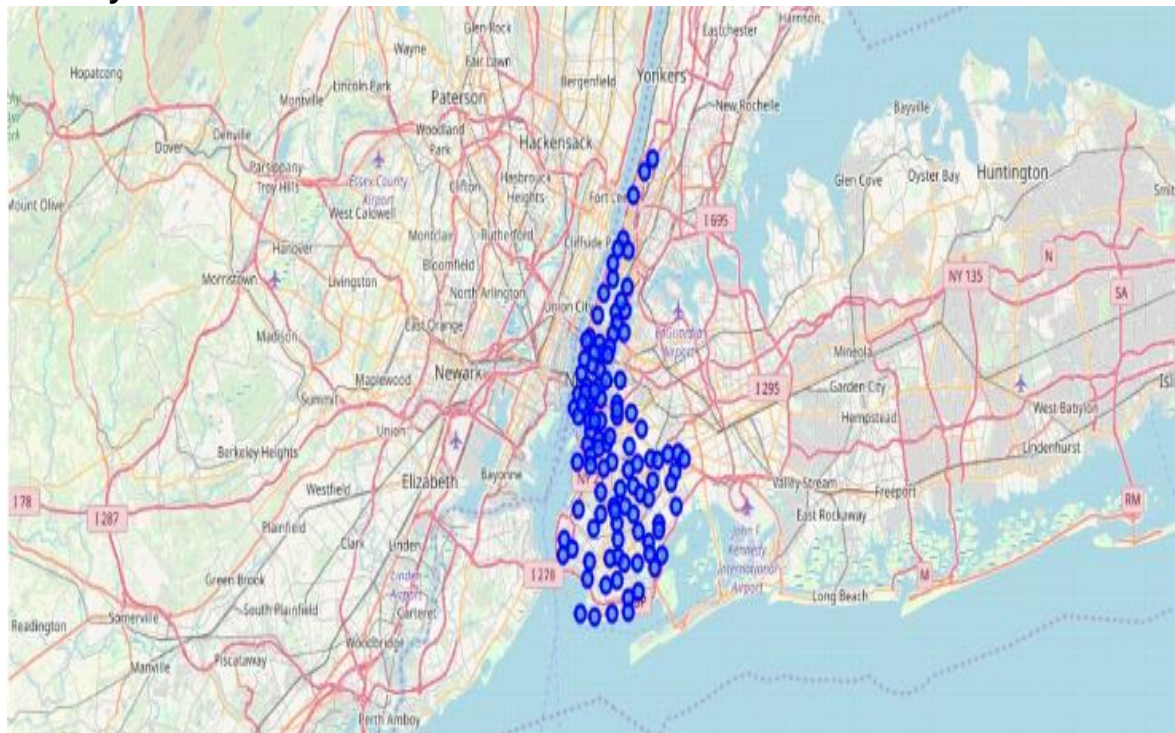 Harrison
Glen Rock
Eastchester
Wayne
Fair Lawn
Hopatcong
Bergenfield
Yonkers
Lincoln Park
Montville
Paterson
New Rochelle
Bayville
Woodland
Park
Denville
Hackensack
Dover
Parsippany
Troy Hills
Essex County
Airport
Clifton
Hasbrouck
Heights
Huntington
Oyster Bay
Glen Cove
Mount Olive
West Caldwell
I 695
Montclair
Rutherford
Hanover
Bloomfield
N
NY 135
Morristown
Livingston
North Arlington
SA
Union City
East Orange
Madison
Airport
Mineola
Newark
Maplewood
Summit
I 295
Garden City
Hempstead
West Babylon
Union
Berkeley Heights
Lindenhurst
Bayonne
Elizabeth
Valley Stream
Freeport
Westfield
I 78
RM
I 287
East Rockaway
Plainfield
Clark
Linden
John F
Kennedy
International
Airport
I 278
M
Green Brook
Linden
Airport
Long Beach
South Plainfield
Carteret
Somerville
Readington
Woodbridge
Piscataway
Manville
Perth Amboy